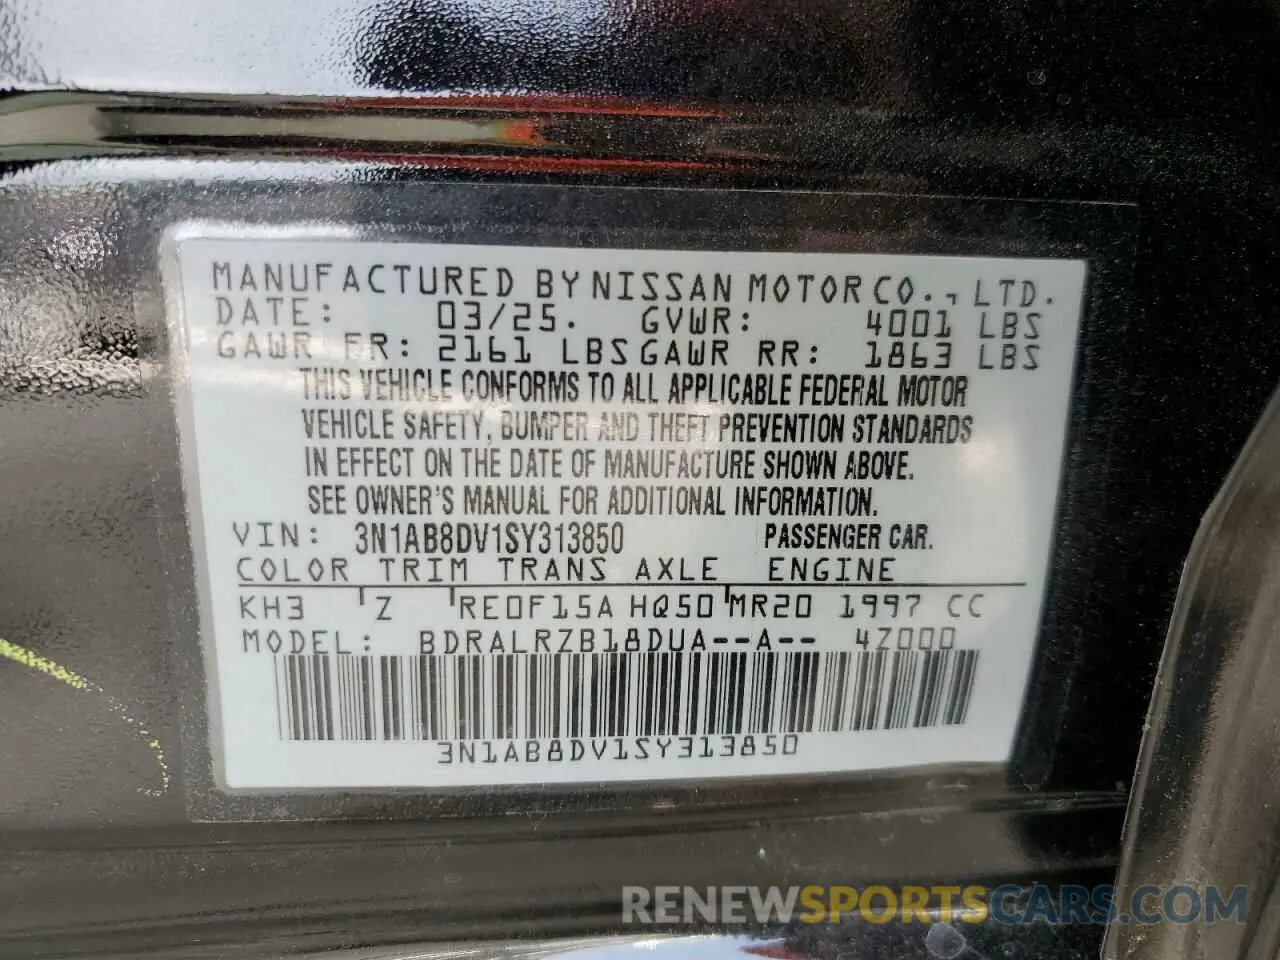 MANUFACTURED BY NISSAN MOTOR CO., LTD.
DATE: 03/25. GVWR: 4001 LBS
GAWR FR: 2161 LBS GAWR RR: 1863 LBS
THIS VEHICLE CONFORMS TO ALL APPLICABLE FEDERAL MOTOR
VEHICLE SAFETY, BUMPER AND THEFT PREVENTION STANDARDS
IN EFFECT ON THE DATE OF MANUFACTURE SHOWN ABOVE.
SEE OWNER'S MANUAL FOR ADDITIONAL INFORMATION.
VIN: 3N1AB8DV1SY313850 PASSENGER CAR.
COLOR TRIM TRANS AXLE ENGINE
KH3 Z RE0F15A HQ50 MR20 1997 CC
MODEL: BDRALRZB18DUA--A-- 4Z000
3N1AB8DV1SY313850
RENEWSPORTSCARS.COM